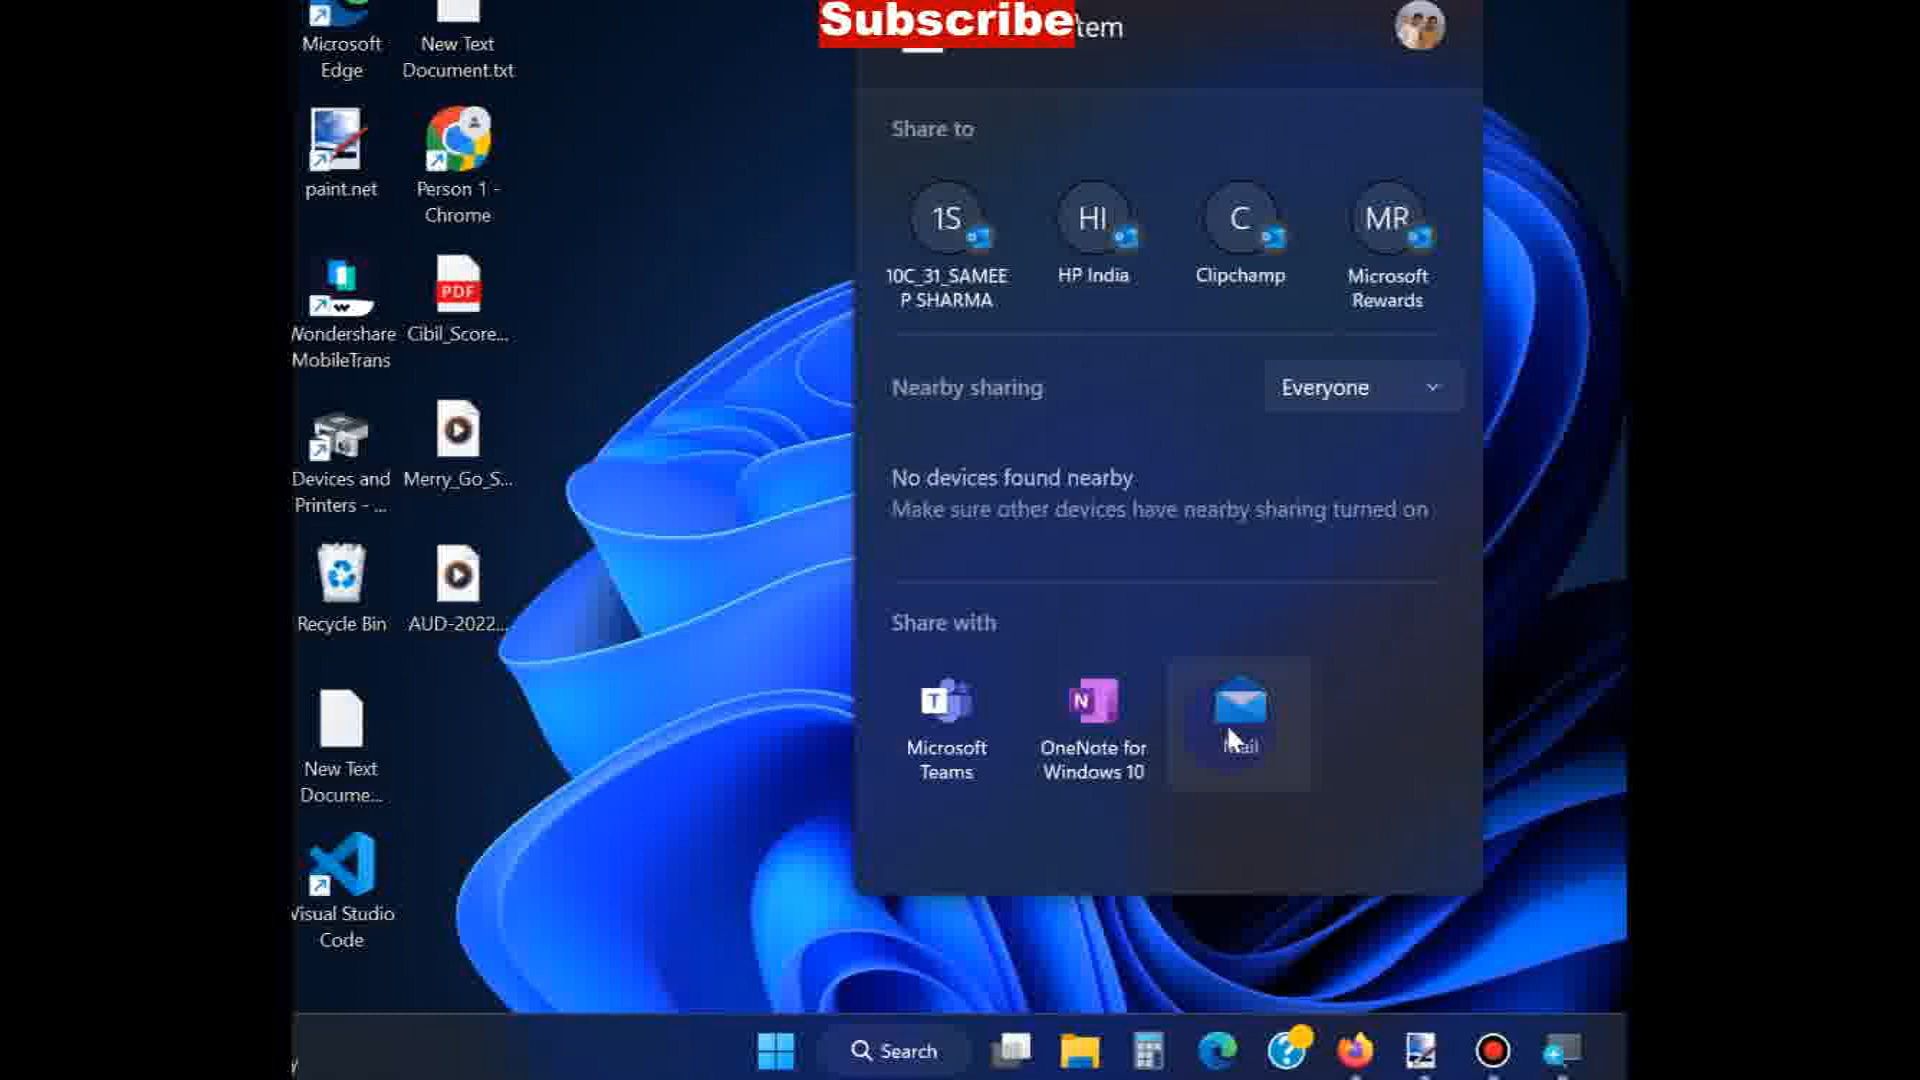 Subscribe
tem
Microsoft
Edge
New Text
Document.txt
paint.net
Person 1 -
Chrome
Wondershare
MobileTrans
PDF
Cibil_Score...
Devices and
Printers - ...
Merry_Go_S...
Recycle Bin
AUD-2022...
New Text
Docume...
Visual Studio
Code
Share to
1S
HI
C
MR
10C_31_SAMEE
P SHARMA
HP India
Clipchamp
Microsoft
Rewards
Nearby sharing
Everyone
No devices found nearby
Make sure other devices have nearby sharing turned on
Share with
T
N
Microsoft
Teams
OneNote for
Windows 10
Mail
Search